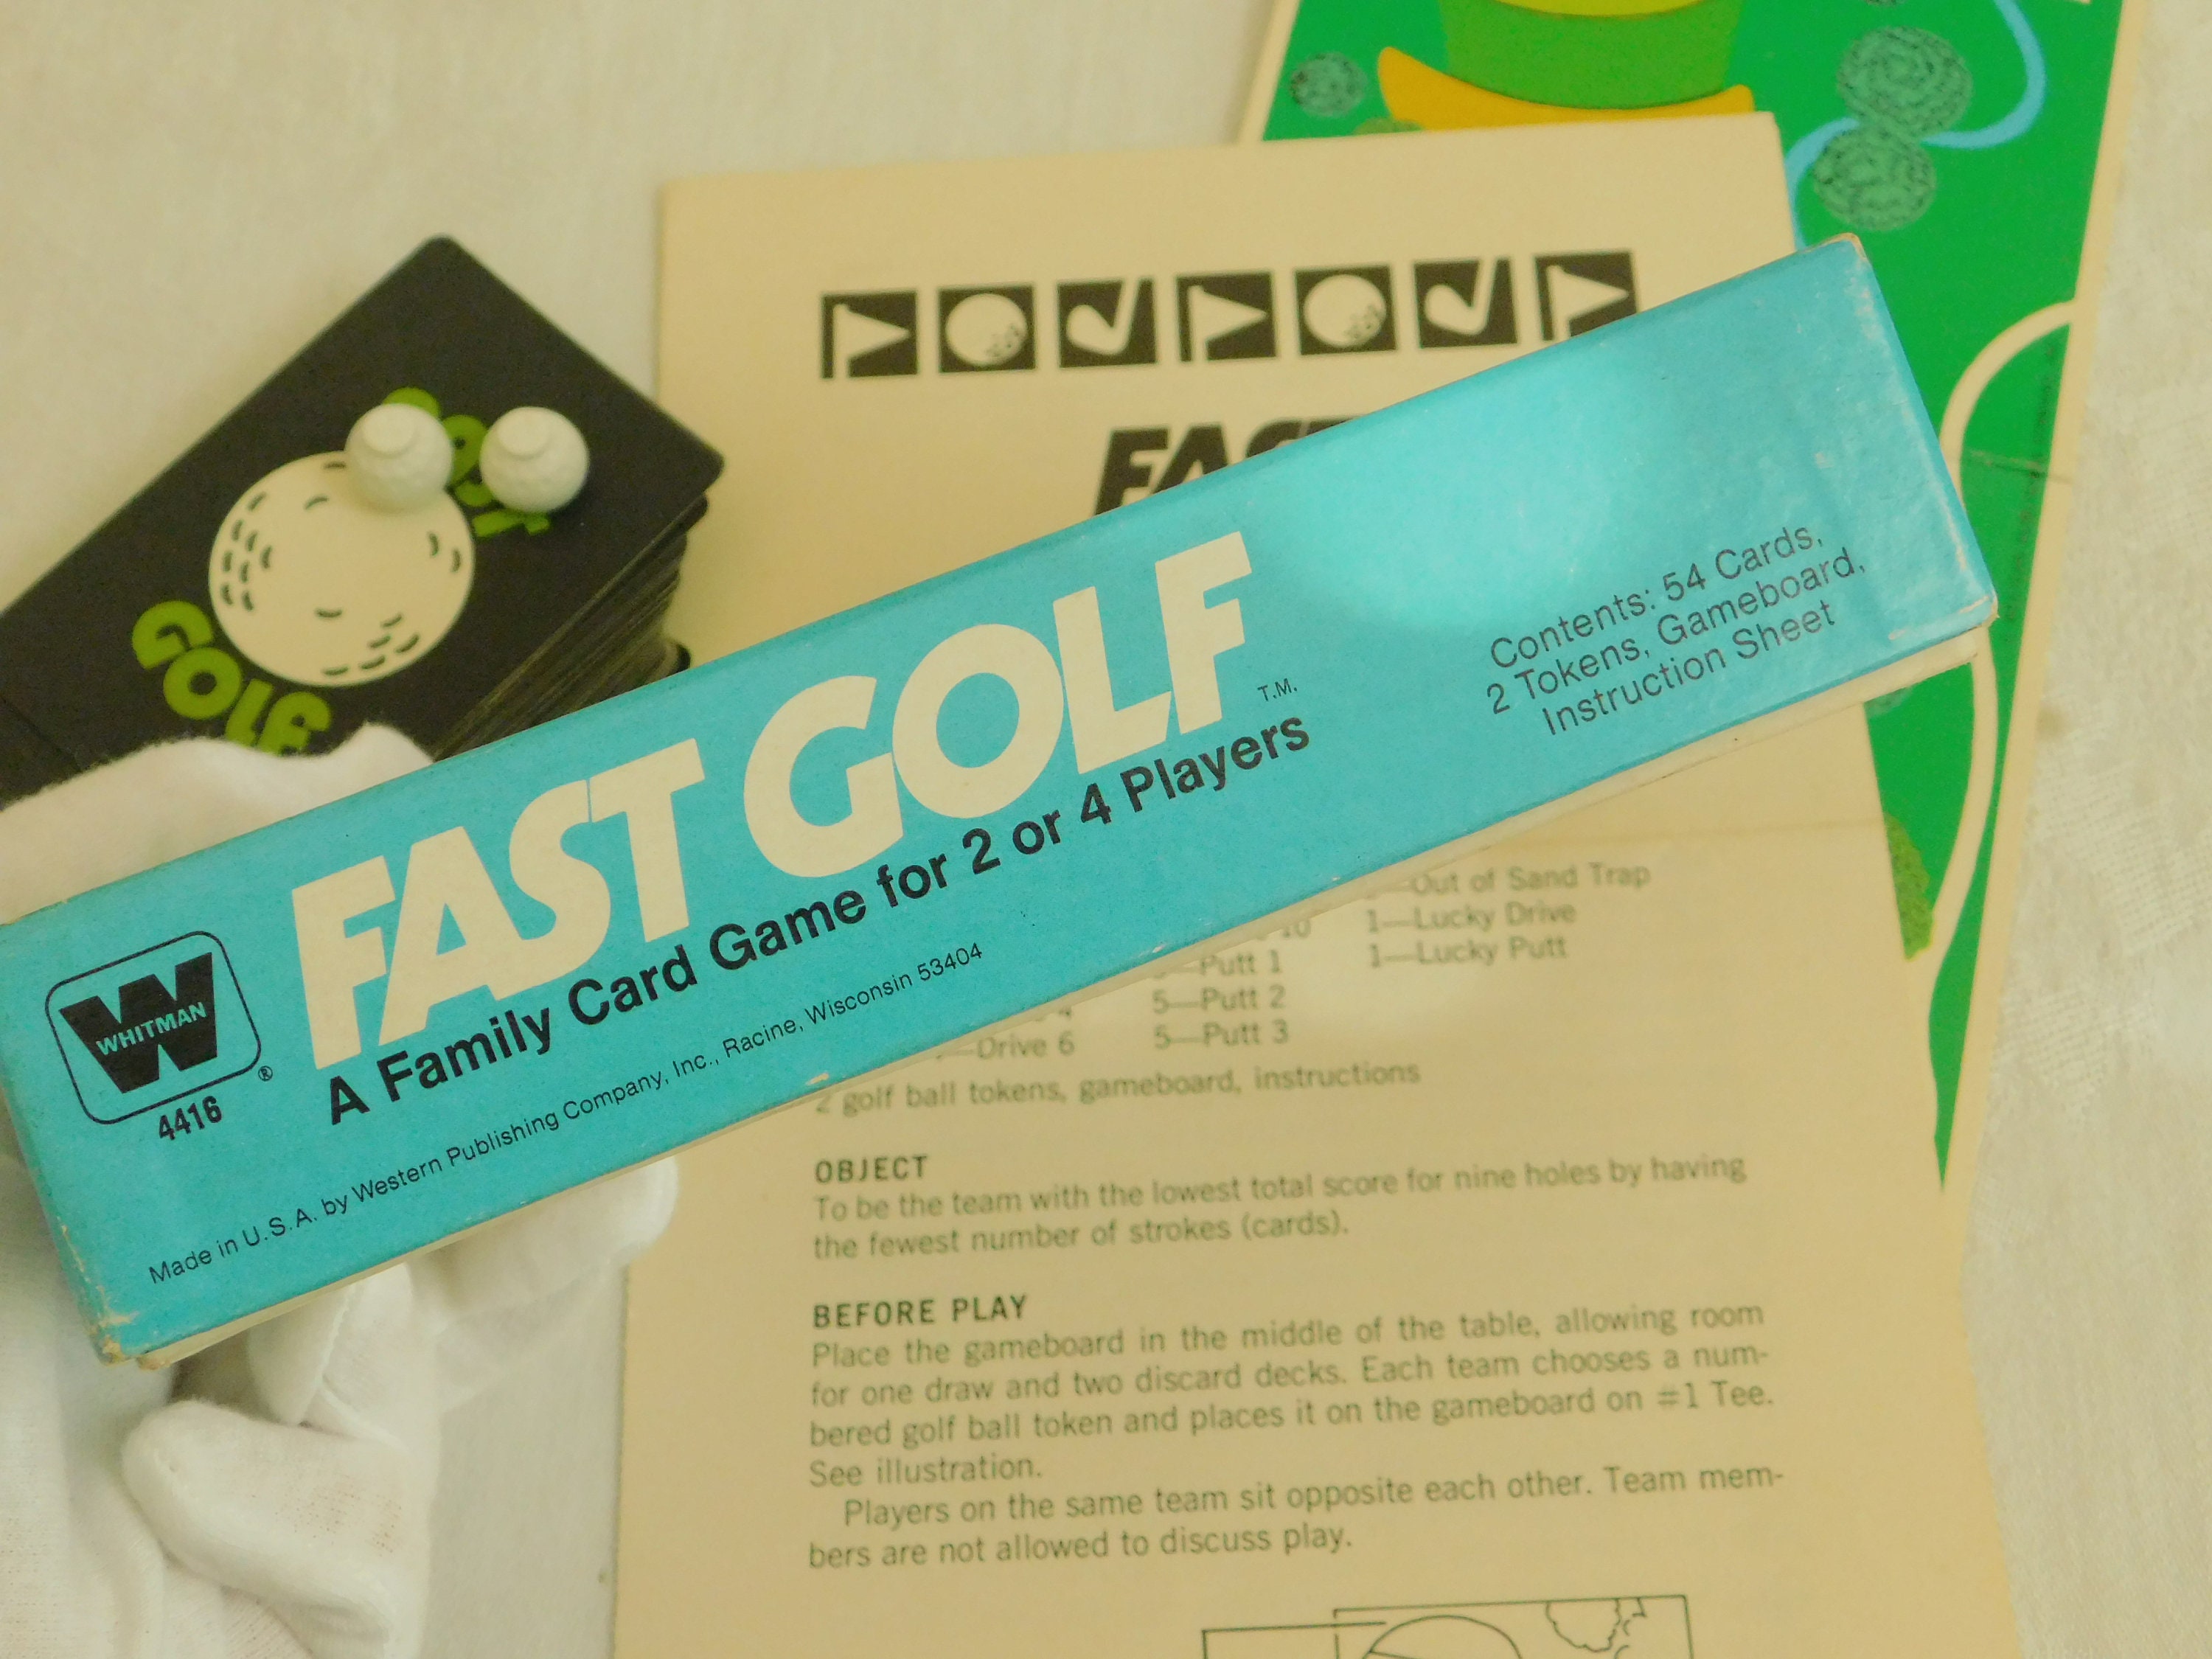 FAST
GOLF
WHITMAN
®
4416
FAST GOLF
T.M.
A Family Card Game for 2 or 4 Players
Made in U.S.A. by Western Publishing Company, Inc., Racine, Wisconsin 53404
Contents: 54 Cards,
2 Tokens, Gameboard,
Instruction Sheet
FAST
Out of Sand Trap
10
1—Lucky Drive
Putt 1
1—Lucky Putt
5—Putt 2
Drive 6
5—Putt 3
2 golf ball tokens, gameboard, instructions
OBJECT
To be the team with the lowest total score for nine holes by having
the fewest number of strokes (cards).
BEFORE PLAY
Place the gameboard in the middle of the table, allowing room
for one draw and two discard decks. Each team chooses a num-
bered golf ball token and places it on the gameboard on #1 Tee.
See illustration.
Players on the same team sit opposite each other. Team mem-
bers are not allowed to discuss play.